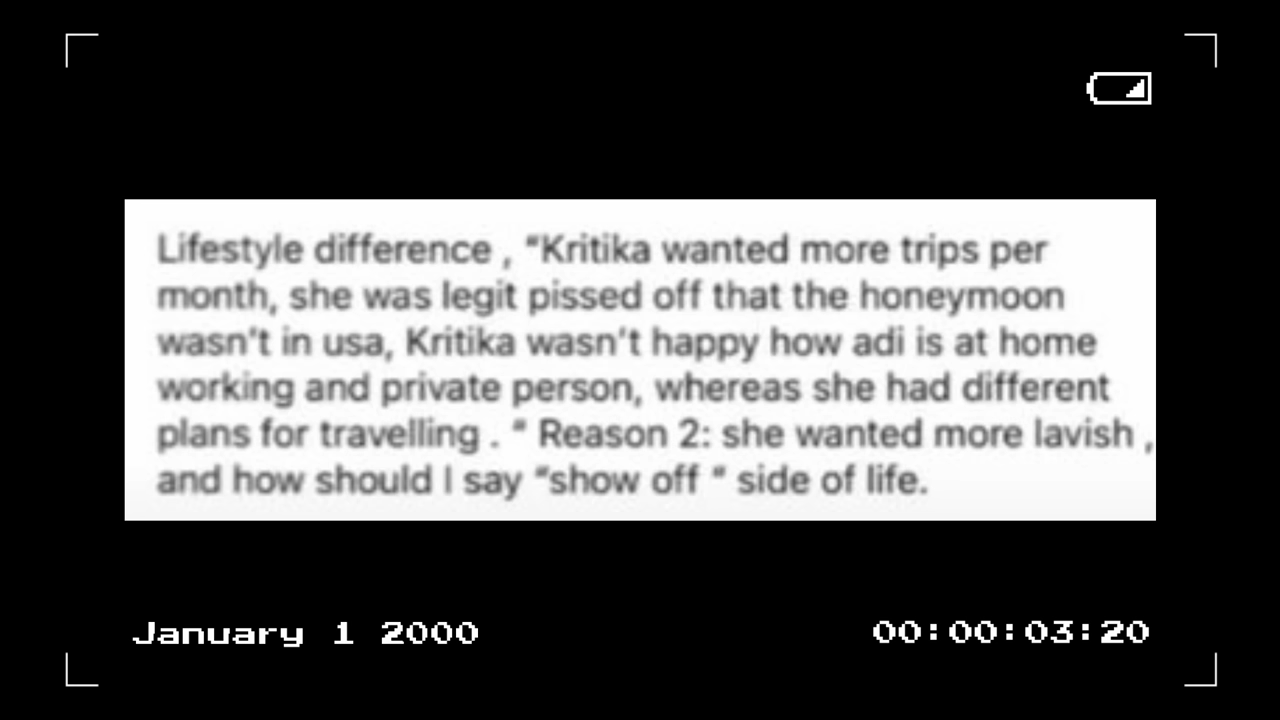 Lifestyle difference , “Kritika wanted more trips per
month, she was legit pissed off that the honeymoon
wasn’t in usa, Kritika wasn’t happy how adi is at home
working and private person, whereas she had different
plans for travelling . “ Reason 2: she wanted more lavish ,
and how should I say “show off “ side of life.
January 1 2000 00:00:03:20